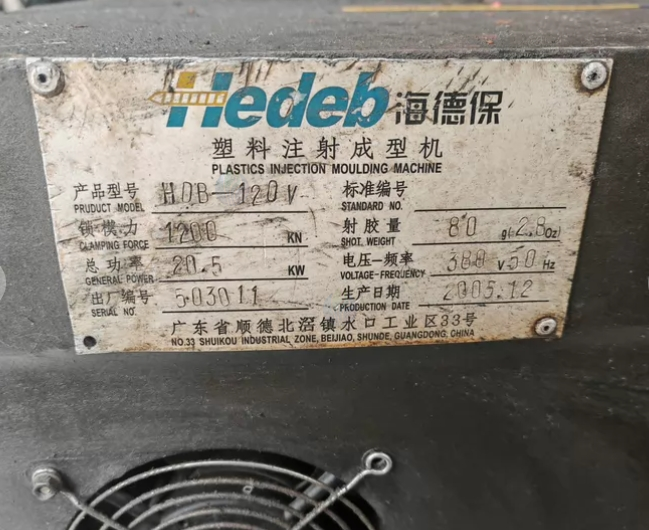 Hedeb 海德保
塑料注射成型机
PLASTICS INJECTION MOULDING MACHINE
产品型号 HDB-120V 标准编号
PRUDUCT MODEL STANDARD NO.
锁模力 1200 KN 射胶量 80 g(-2.8Oz)
CLAMPING FORCE SHOT. WEIGHT
总功率 20.5 KW 电压-频率 380 V 50 Hz
GENERAL POWER VOLTAGE-FREQUENCY
出厂编号 503011 生产日期 2005.12
SERIAL NO. PRODUCTION DATE
广东省顺德北滘镇水口工业区33号
NO.33 SHUIKOU INDUSTRIAL ZONE, BEIJIAO, SHUNDE, GUANGDONG, CHINA